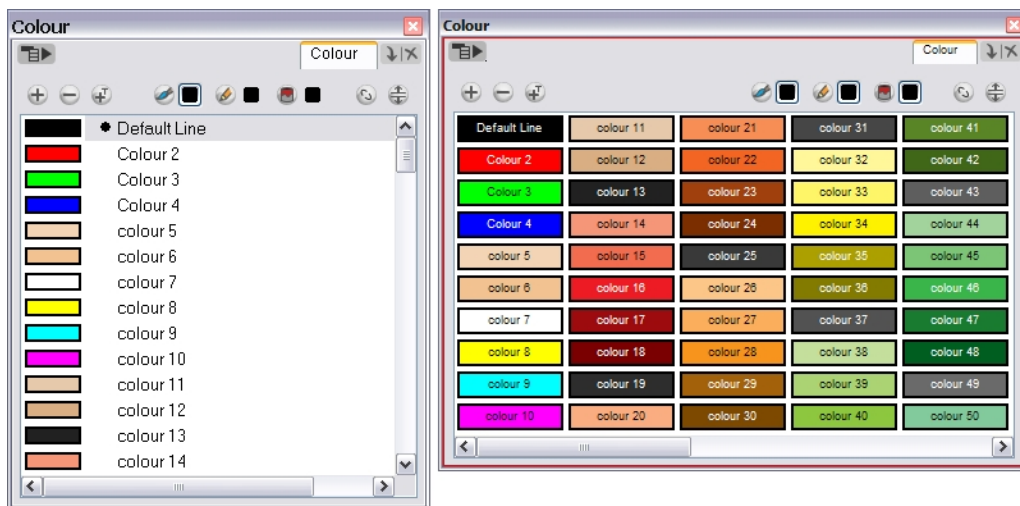 Colour
Colour
Default Line
Colour 2
Colour 3
Colour 4
colour 5
colour 6
colour 7
colour 8
colour 9
colour 10
colour 11
colour 12
colour 13
colour 14
Colour
Colour
Default Line colour 11 colour 21 colour 31 colour 41
Colour 2 colour 12 colour 22 colour 32 colour 42
Colour 3 colour 13 colour 23 colour 33 colour 43
Colour 4 colour 14 colour 24 colour 34 colour 44
colour 5 colour 15 colour 25 colour 35 colour 45
colour 6 colour 16 colour 26 colour 36 colour 46
colour 7 colour 17 colour 27 colour 37 colour 47
colour 8 colour 18 colour 28 colour 38 colour 48
colour 9 colour 19 colour 29 colour 39 colour 49
colour 10 colour 20 colour 30 colour 40 colour 50